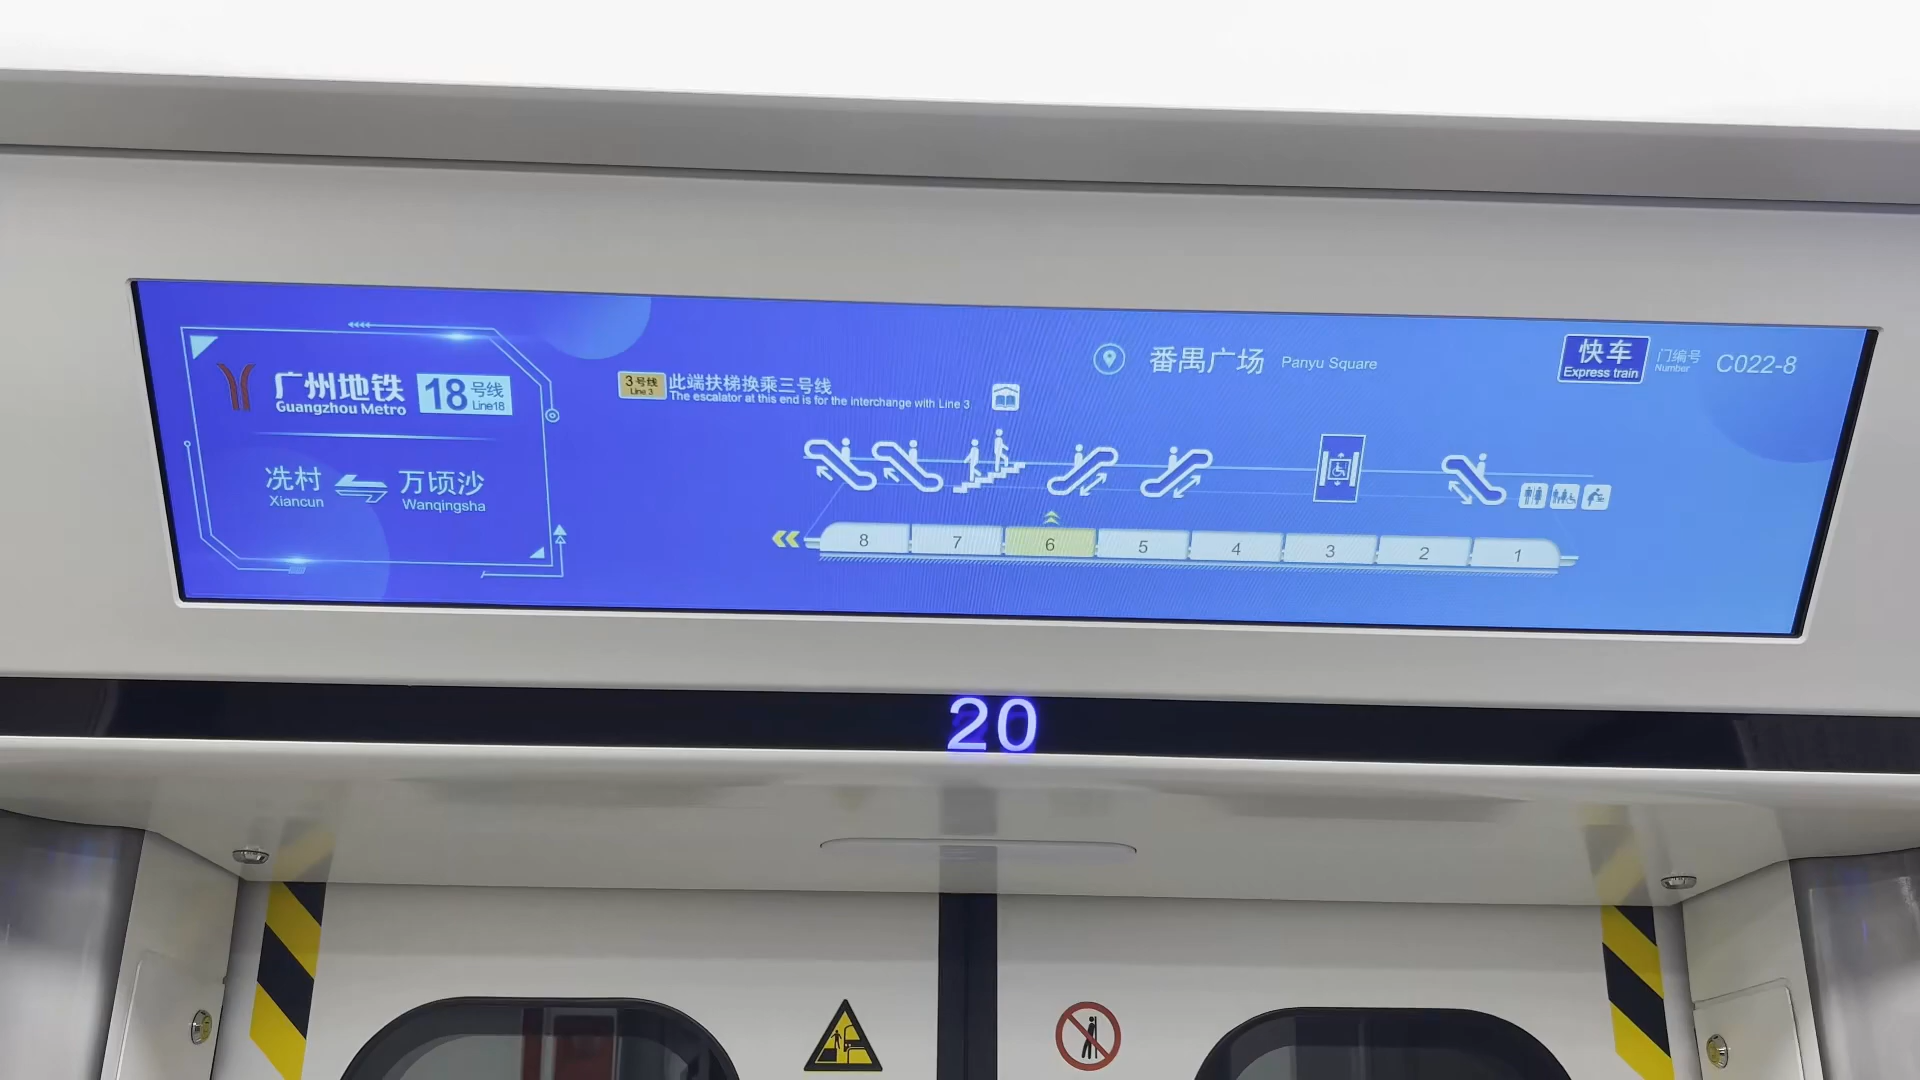 广州地铁
Guangzhou Metro
18号线
Line18
冼村
Xiancun
万顷沙
Wanqingsha
3号线
Line 3
此端扶梯换乘三号线
The escalator at this end is for the interchange with Line 3
番禺广场 Panyu Square
快车
Express train
门编号
Number
C022-8
8 7 6 5 4 3 2 1
20